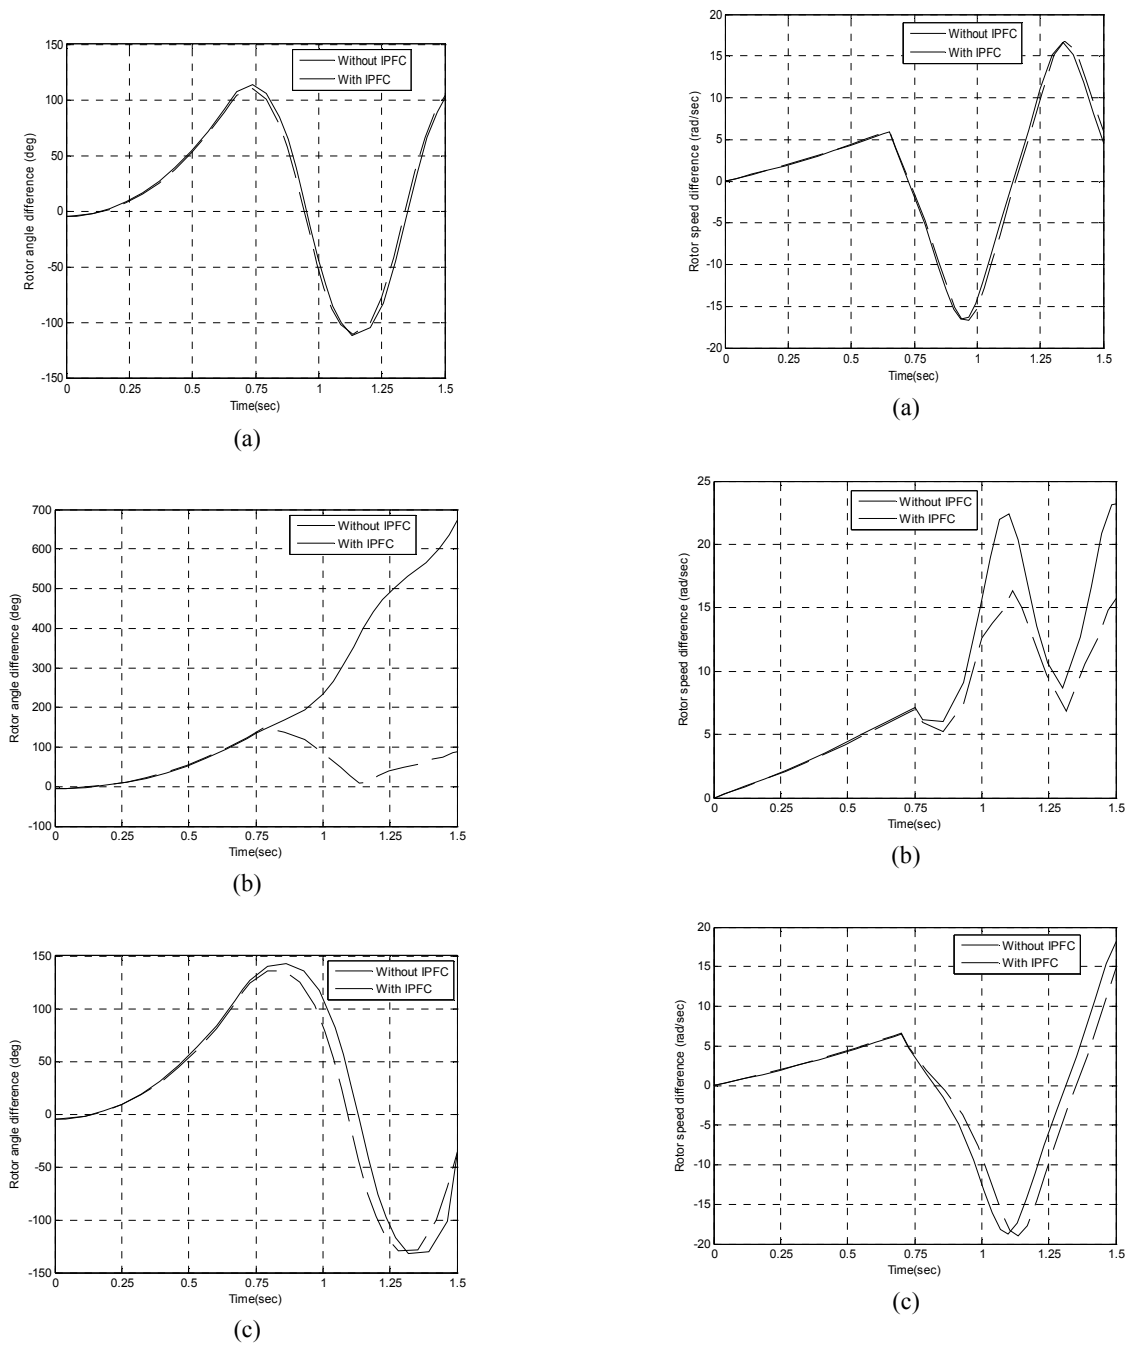 150
100
50
0
-50
-100
-150
Rotor angle difference (deg)
Without IPFC
With IPFC
0 0.25 0.5 0.75 1 1.25 1.5
Time(sec)
(a)
20
15
10
5
0
-5
-10
-15
-20
Rotor speed difference (rad/sec)
Without IPFC
With IPFC
0 0.25 0.5 0.75 1 1.25 1.5
Time(sec)
(a)
700
600
500
400
300
200
100
0
-100
Rotor angle difference (deg)
Without IPFC
With IPFC
0 0.25 0.5 0.75 1 1.25 1.5
Time(sec)
(b)
25
20
15
10
5
0
Rotor speed difference (rad/sec)
Without IPFC
With IPFC
0 0.25 0.5 0.75 1 1.25 1.5
Time(sec)
(b)
150
100
50
0
-50
-100
-150
Rotor angle difference (deg)
Without IPFC
With IPFC
0 0.25 0.5 0.75 1 1.25 1.5
Time(sec)
(c)
20
15
10
5
0
-5
-10
-15
-20
Rotor speed difference (rad/sec)
Without IPFC
With IPFC
0 0.25 0.5 0.75 1 1.25 1.5
Time(sec)
(c)